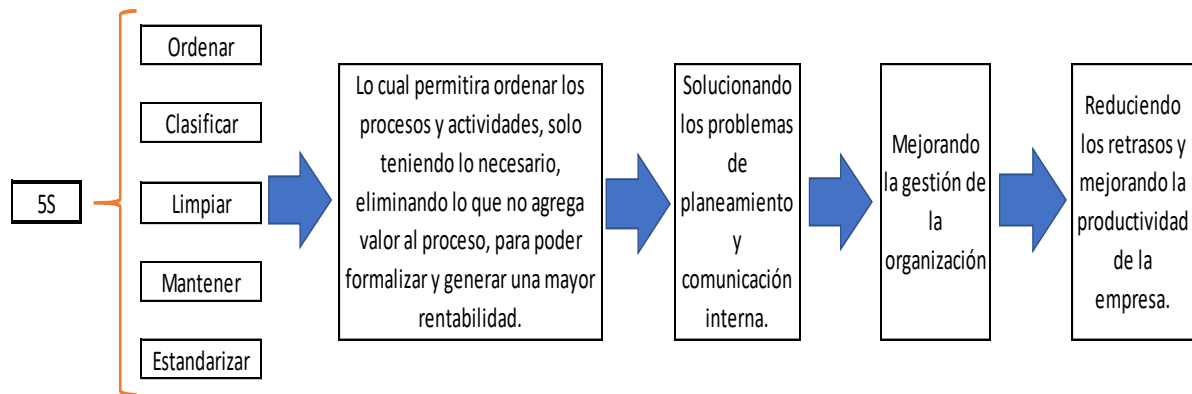 5S
Ordenar
Clasificar
Limpiar
Mantener
Estandarizar
Lo cual permitira ordenar los
procesos y actividades, solo
teniendo lo necesario,
eliminando lo que no agrega
valor al proceso, para poder
formalizar y generar una mayor
rentabilidad.
Solucionando
los problemas
de
planeamiento
y
comunicación
interna.
Mejorando
la gestión de
la
organización
Reduciendo
los retrasos y
mejorando la
productividad
de la
empresa.